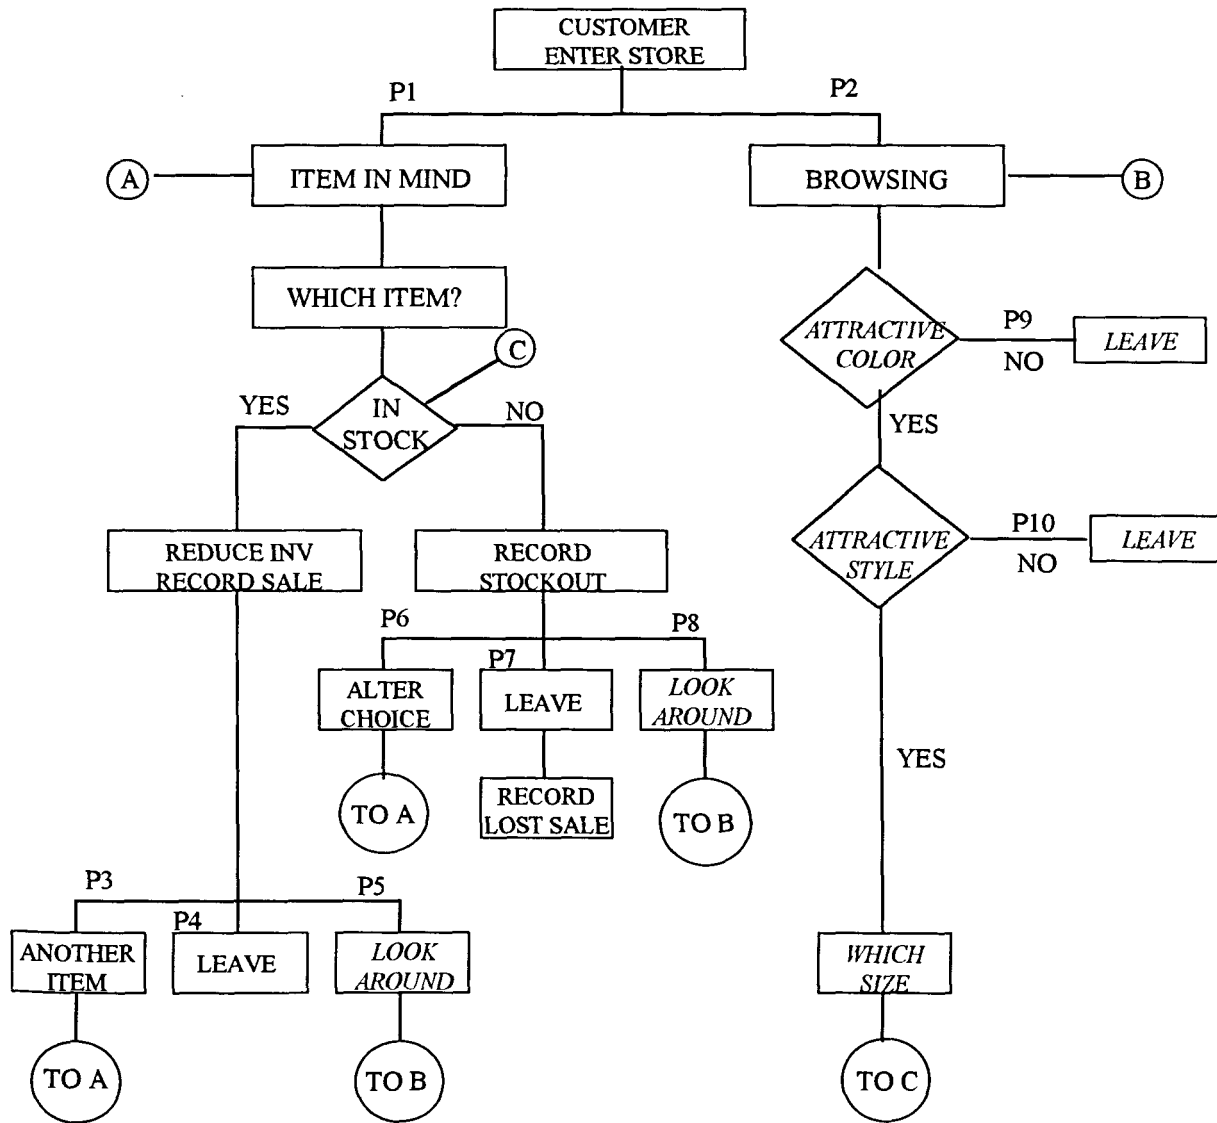 CUSTOMER
ENTER STORE
P1
P2
A
ITEM IN MIND
BROWSING
B
WHICH ITEM?
C
ATTRACTIVE
COLOR
P9
NO
LEAVE
YES
IN
STOCK
NO
YES
REDUCE INV
RECORD SALE
RECORD
STOCKOUT
ATTRACTIVE
STYLE
P10
NO
LEAVE
P6
P7
P8
ALTER
CHOICE
LEAVE
LOOK
AROUND
YES
TO A
RECORD
LOST SALE
TO B
P3
P4
P5
ANOTHER
ITEM
LEAVE
LOOK
AROUND
WHICH
SIZE
TO A
TO B
TO C